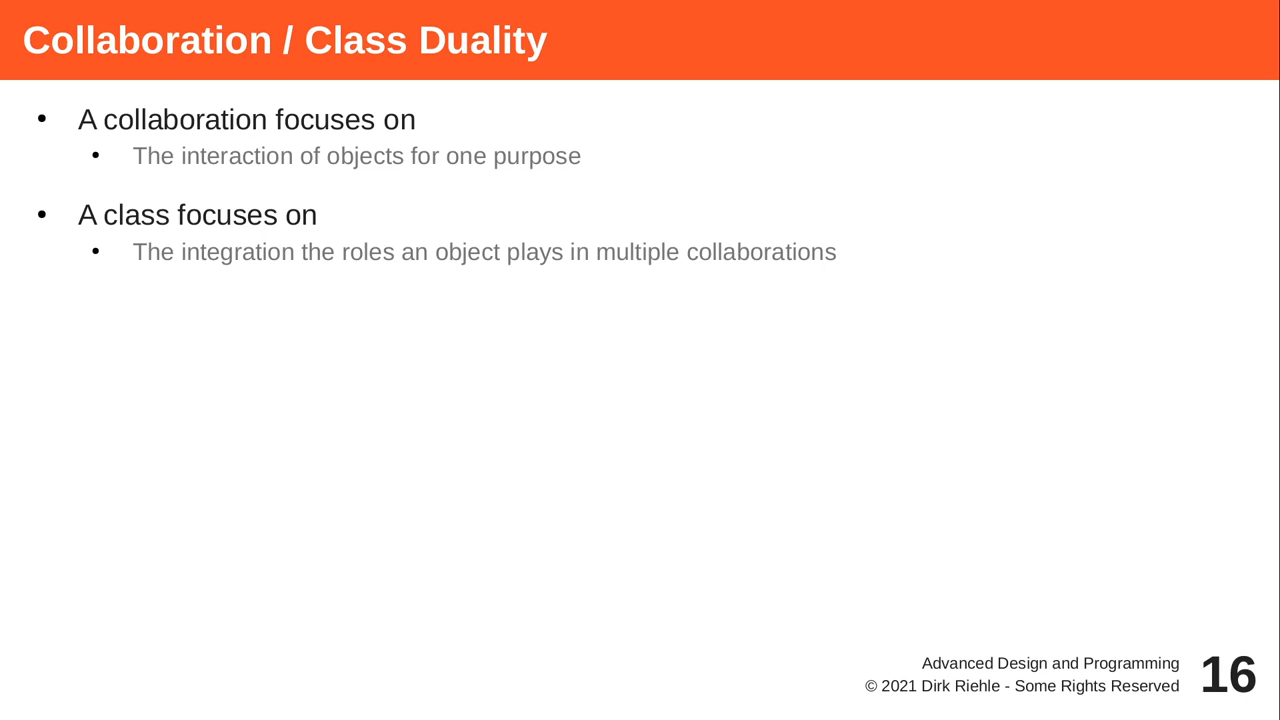 Collaboration / Class Duality
• A collaboration focuses on
• The interaction of objects for one purpose
• A class focuses on
• The integration the roles an object plays in multiple collaborations
Advanced Design and Programming
© 2021 Dirk Riehle - Some Rights Reserved
16